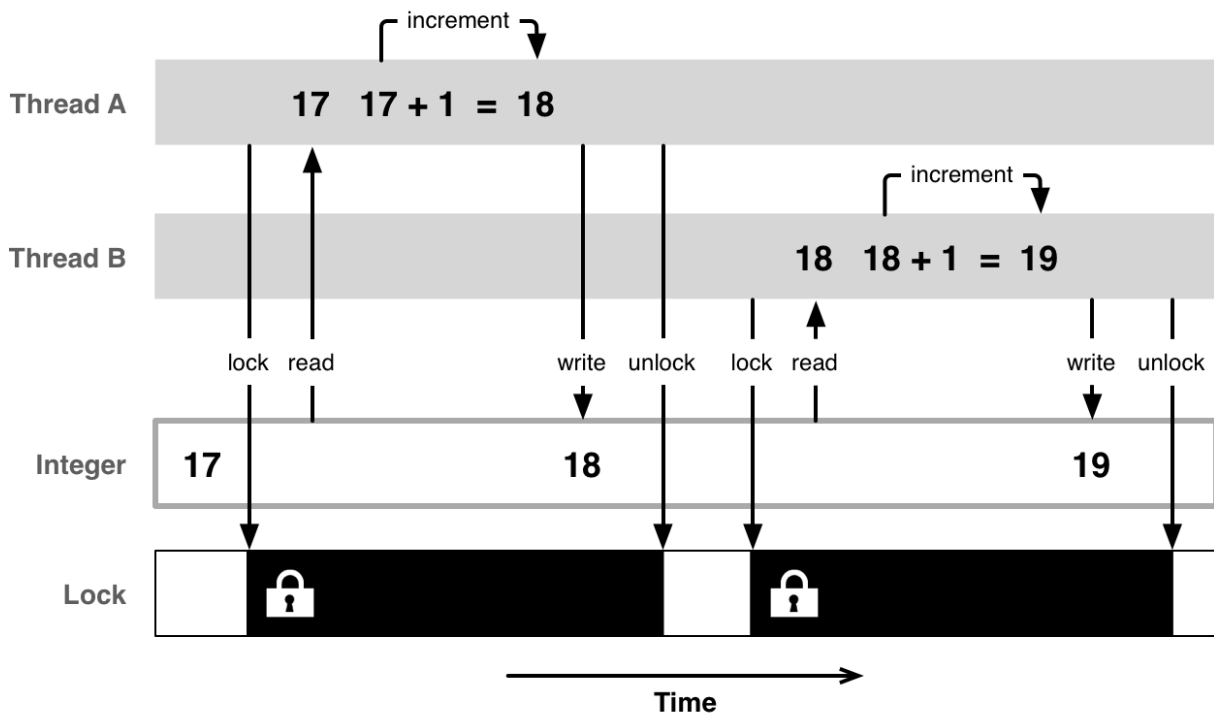 increment
Thread A
17 17 + 1 = 18
increment
Thread B
18 18 + 1 = 19
lock read write unlock lock read write unlock
Integer
17 18 19
Lock
Time